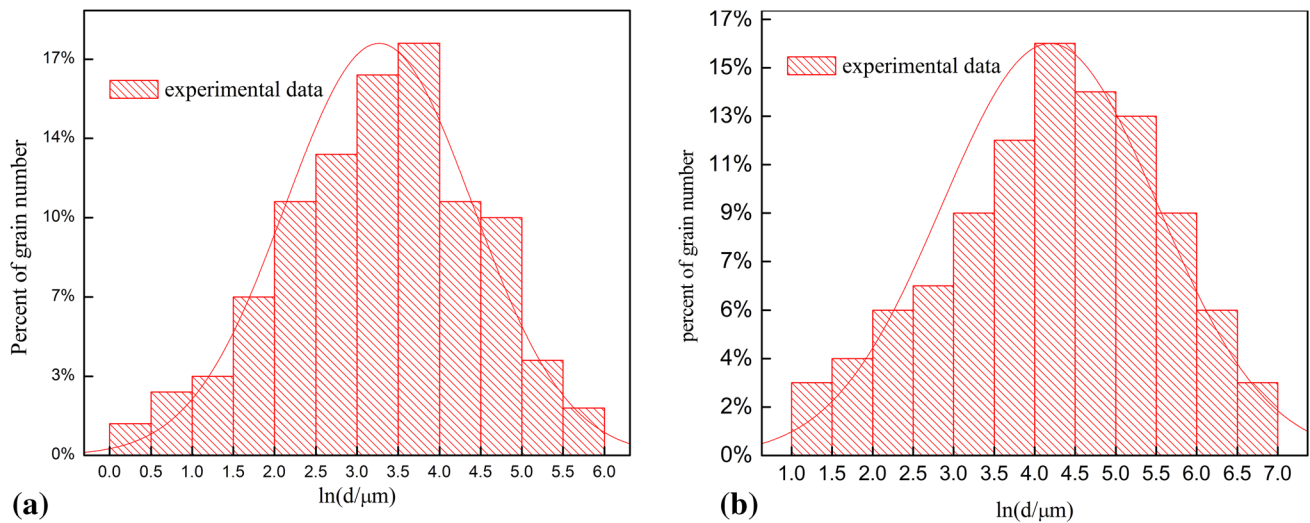 17%
14%
10%
7%
3%
0%
Percent of grain number
experimental data
0.0 0.5 1.0 1.5 2.0 2.5 3.0 3.5 4.0 4.5 5.0 5.5 6.0
ln(d/μm)
(a)
17%
15%
13%
11%
9%
7%
6%
4%
2%
0%
percent of grain number
experimental data
1.0 1.5 2.0 2.5 3.0 3.5 4.0 4.5 5.0 5.5 6.0 6.5 7.0
ln(d/μm)
(b)